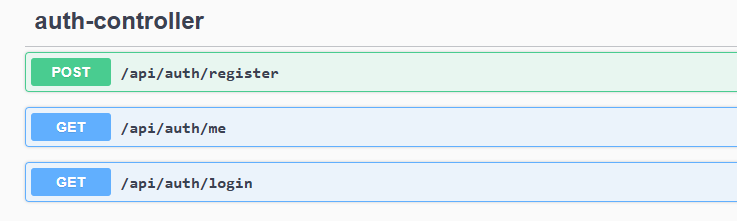 auth-controller
POST /api/auth/register
GET /api/auth/me
GET /api/auth/login